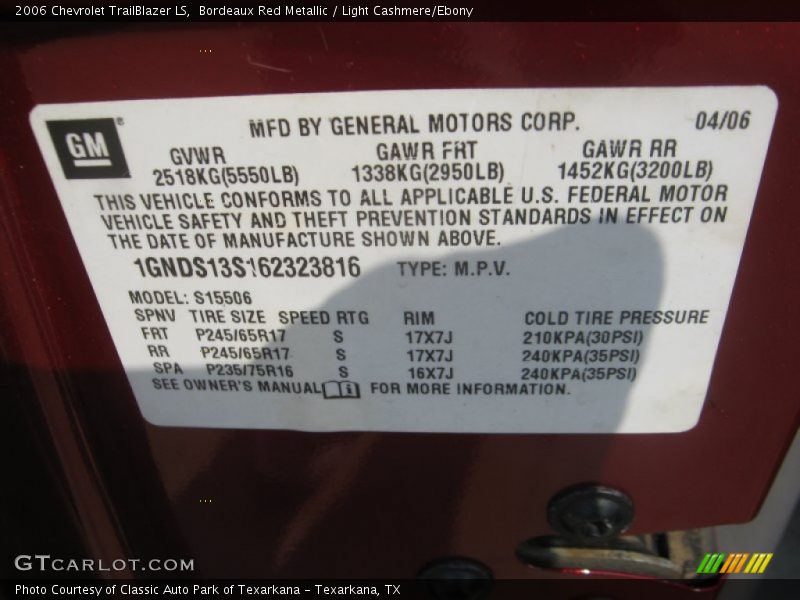 2006 Chevrolet TrailBlazer LS,  Bordeaux Red Metallic / Light Cashmere/Ebony
GM®
MFD BY GENERAL MOTORS CORP. 04/06
GVWR GAWR FRT GAWR RR
2518KG(5550LB) 1338KG(2950LB) 1452KG(3200LB)
THIS VEHICLE CONFORMS TO ALL APPLICABLE U.S. FEDERAL MOTOR
VEHICLE SAFETY AND THEFT PREVENTION STANDARDS IN EFFECT ON
THE DATE OF MANUFACTURE SHOWN ABOVE.
1GNDS13S162323816 TYPE: M.P.V.
MODEL: S15506
SPNV TIRE SIZE SPEED RTG RIM COLD TIRE PRESSURE
FRT P245/65R17 S 17X7J 210KPA(30PSI)
RR P245/65R17 S 17X7J 240KPA(35PSI)
SPA P235/75R16 S 16X7J 240KPA(35PSI)
SEE OWNER'S MANUAL FOR MORE INFORMATION.
GTCARLOT.COM
Photo Courtesy of Classic Auto Park of Texarkana - Texarkana, TX